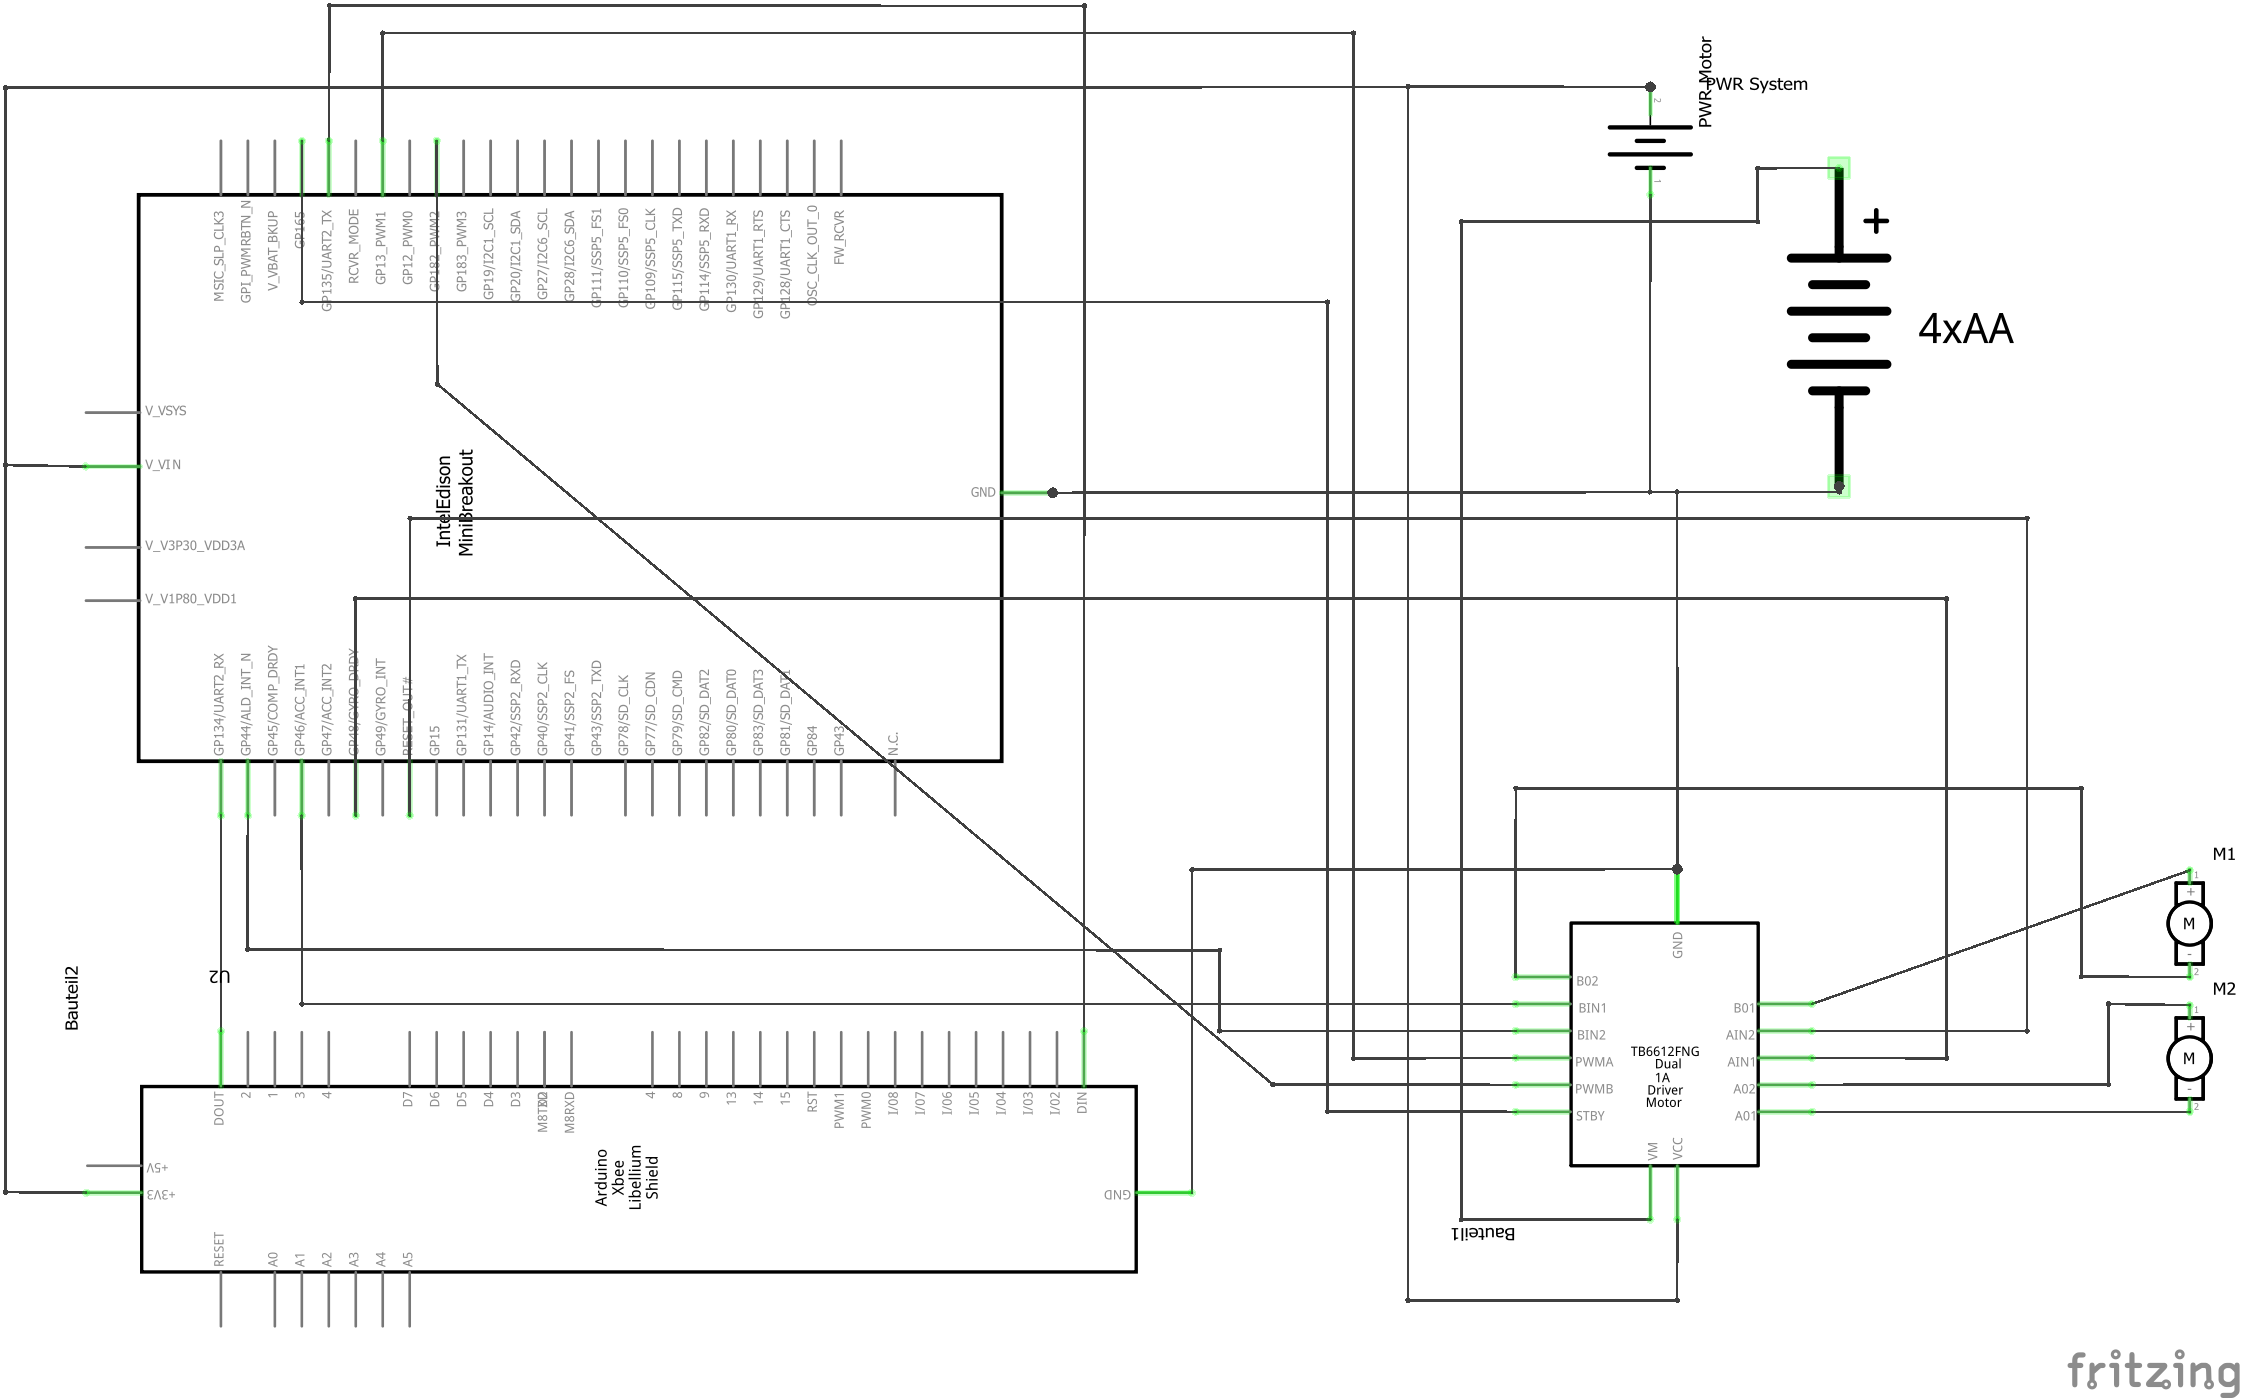 PWR Motor
PWR System
2
1
+
4xAA
MSIC_SLP_CLK3
GPI_PWMRBTN_N
V_VBAT_BKUP
GP165
GP135/UART2_TX
RCVR_MODE
GP13_PWM1
GP12_PWM0
GP182_PWM2
GP183_PWM3
GP19/I2C1_SCL
GP20/I2C1_SDA
GP27/I2C6_SCL
GP28/I2C6_SDA
GP111/SSP5_FS1
GP110/SSP5_FS0
GP109/SSP5_CLK
GP115/SSP5_TXD
GP114/SSP5_RXD
GP130/UART1_RX
GP129/UART1_RTS
GP128/UART1_CTS
OSC_CLK_OUT_0
FW_RCVR
V_VSYS
V_VIN
V_V3P30_VDD3A
V_V1P80_VDD1
GND
IntelEdison
MiniBreakout
GP134/UART2_RX
GP44/ALD_INT_N
GP45/COMP_DRDY
GP46/ACC_INT1
GP47/ACC_INT2
GP48/GYRO_DRDY
GP49/GYRO_INT
RESET_OUT#
GP15
GP131/UART1_TX
GP14/AUDIO_INT
GP42/SSP2_RXD
GP40/SSP2_CLK
GP41/SSP2_FS
GP43/SSP2_TXD
GP78/SD_CLK
GP77/SD_CDN
GP79/SD_CMD
GP82/SD_DAT2
GP80/SD_DAT0
GP83/SD_DAT3
GP81/SD_DAT1
GP84
GP43
N.C.
Bauteil2
U2
DOUT
2
1
3
4
D7
D6
D5
D4
D3
M8TXD
M8RXD
4
8
9
13
14
15
RST
PWM1
PWM0
I/08
I/07
I/06
I/05
I/04
I/03
I/02
DIN
+5V
+3V3
GND
Arduino
Xbee
Libellium
Shield
RESET
A0
A1
A2
A3
A4
A5
GND
B02
BIN1
BIN2
PWMA
PWMB
STBY
B01
AIN2
AIN1
A02
A01
TB6612FNG
Dual
1A
Driver
Motor
VM
VCC
Bauteil1
M1
1
+
M
-
2
M2
1
+
M
-
2
fritzing